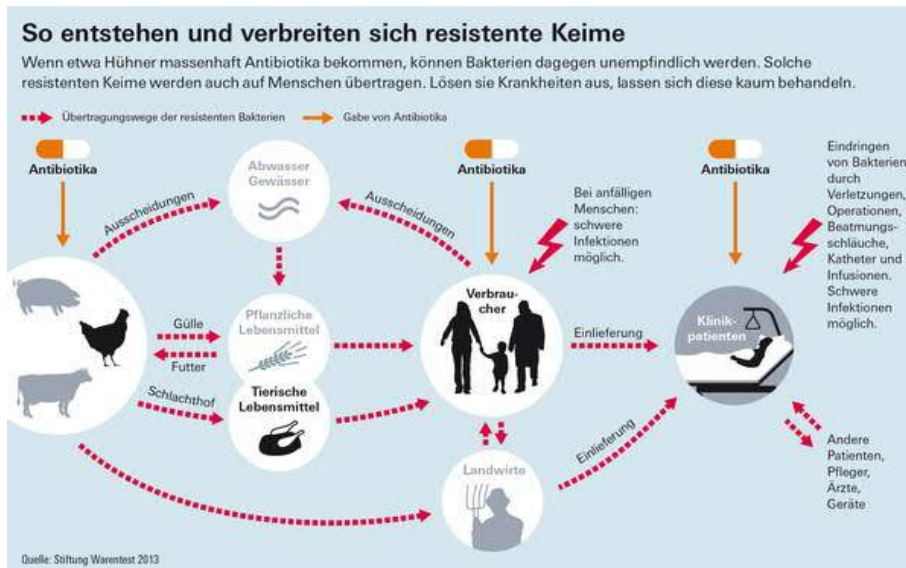 So entstehen und verbreiten sich resistente Keime
Wenn etwa Hühner massenhaft Antibiotika bekommen, können Bakterien dagegen unempfindlich werden. Solche
resistenten Keime werden auch auf Menschen übertragen. Lösen sie Krankheiten aus, lassen sich diese kaum behandeln.
Übertragungswege der resistenten Bakterien
Gabe von Antibiotika
Antibiotika
Abwasser
Gewässer
Antibiotika
Antibiotika
Eindringen
von Bakterien
durch
Verletzungen,
Operationen,
Beatmungs-
schläuche,
Katheter und
Infusionen.
Schwere
Infektionen
möglich.
Ausscheidungen
Ausscheidungen
Bei anfälligen
Menschen:
schwere
Infektionen
möglich.
Gülle
Futter
Schlachthof
Pflanzliche
Lebensmittel
Tierische
Lebensmittel
Verbrau-
cher
Einlieferung
Klinik-
patienten
Landwirte
Einlieferung
Andere
Patienten,
Pfleger,
Ärzte,
Geräte
Quelle: Stiftung Warentest 2013